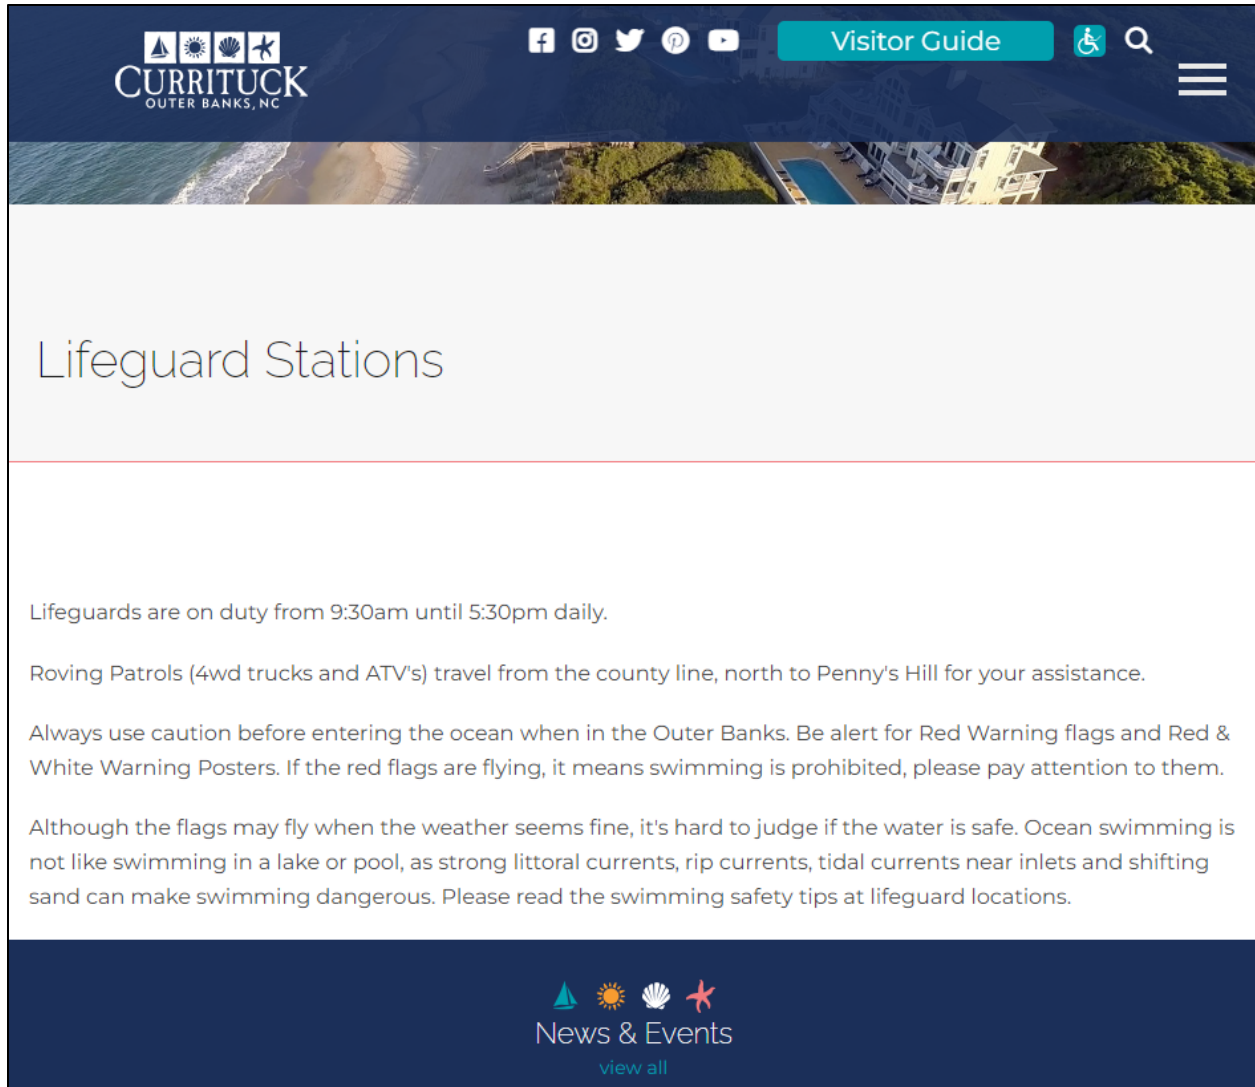 CURRITUCK
OUTER BANKS, NC
Visitor Guide
Lifeguard Stations
Lifeguards are on duty from 9:30am until 5:30pm daily.
Roving Patrols (4wd trucks and ATV's) travel from the county line, north to Penny's Hill for your assistance.
Always use caution before entering the ocean when in the Outer Banks. Be alert for Red Warning flags and Red &
White Warning Posters. If the red flags are flying, it means swimming is prohibited, please pay attention to them.
Although the flags may fly when the weather seems fine, it's hard to judge if the water is safe. Ocean swimming is
not like swimming in a lake or pool, as strong littoral currents, rip currents, tidal currents near inlets and shifting
sand can make swimming dangerous. Please read the swimming safety tips at lifeguard locations.
News & Events
view all